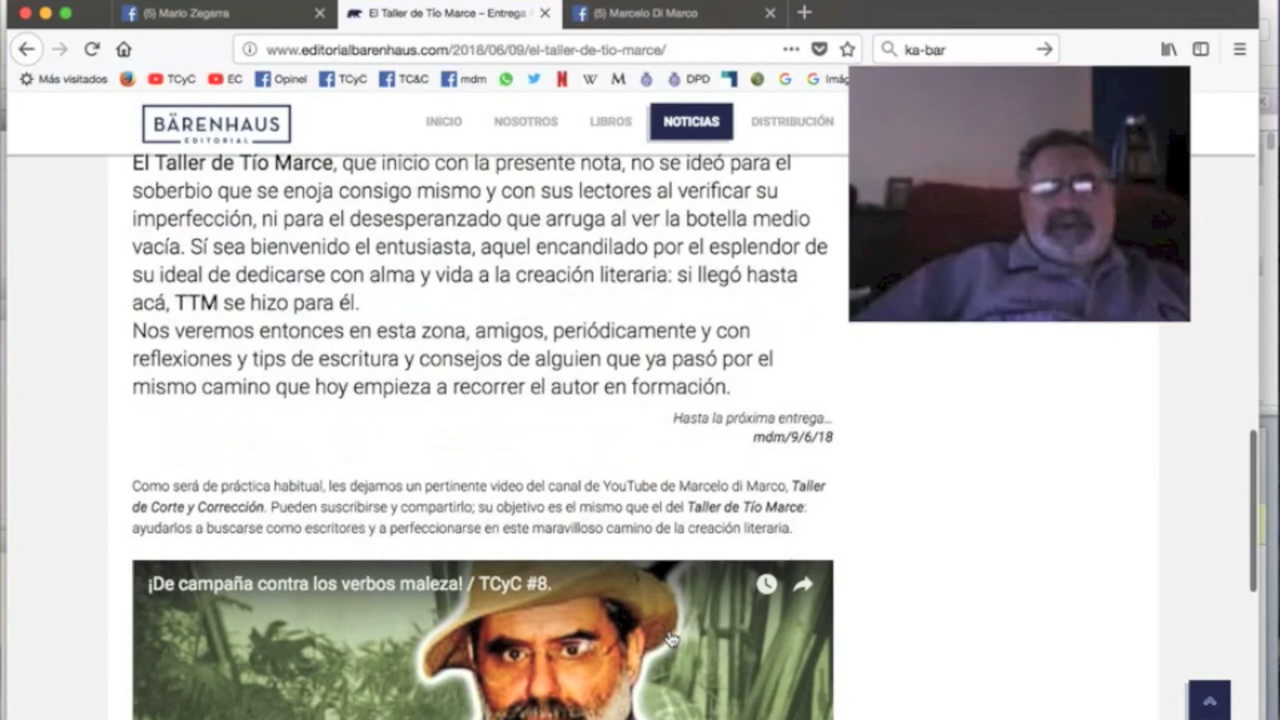 (5) Mario Zegarra
El Taller de Tío Marce – Entrega
(5) Marcelo Di Marco
www.editorialbarenhaus.com/2018/06/09/el-taller-de-tio-marce/
ka-bar
Más visitados
TCyC
EC
Opinel
TCyC
TC&C
mdm
DPD
Imág
BÄRENHAUS
EDITORIAL
INICIO
NOSOTROS
LIBROS
NOTICIAS
DISTRIBUCIÓN
El Taller de Tío Marce, que inicio con la presente nota, no se ideó para el
soberbio que se enoja consigo mismo y con sus lectores al verificar su
imperfección, ni para el desesperanzado que arruga al ver la botella medio
vacía. Sí sea bienvenido el entusiasta, aquel encandilado por el esplendor de
su ideal de dedicarse con alma y vida a la creación literaria: si llegó hasta
acá, TTM se hizo para él.
Nos veremos entonces en esta zona, amigos, periódicamente y con
reflexiones y tips de escritura y consejos de alguien que ya pasó por el
mismo camino que hoy empieza a recorrer el autor en formación.
Hasta la próxima entrega...
mdm/9/6/18
Como será de práctica habitual, les dejamos un pertinente video del canal de YouTube de Marcelo di Marco, Taller
de Corte y Corrección. Pueden suscribirse y compartirlo; su objetivo es el mismo que el del Taller de Tío Marce:
ayudarlos a buscarse como escritores y a perfeccionarse en este maravilloso camino de la creación literaria.
¡De campaña contra los verbos maleza! / TCyC #8.